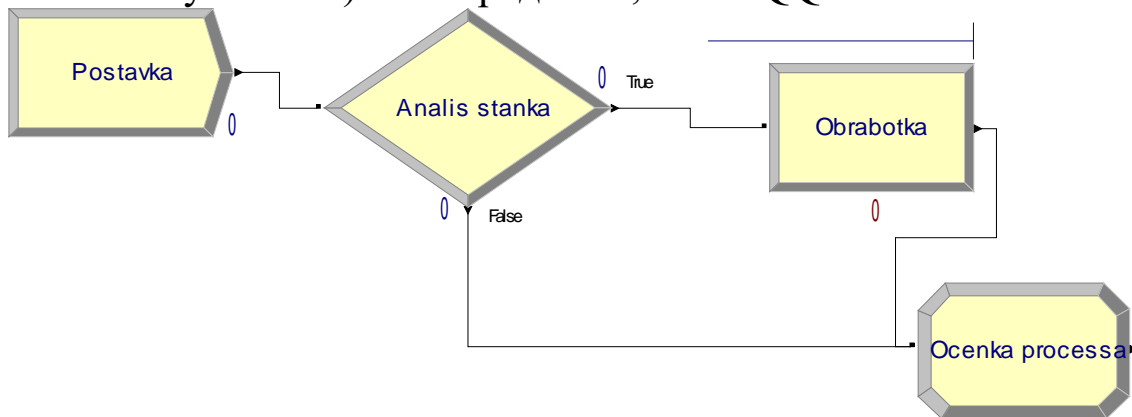 Postavka
0
Analis stanka
0
True
0
False
Obrabotka
0
Ocenka processa